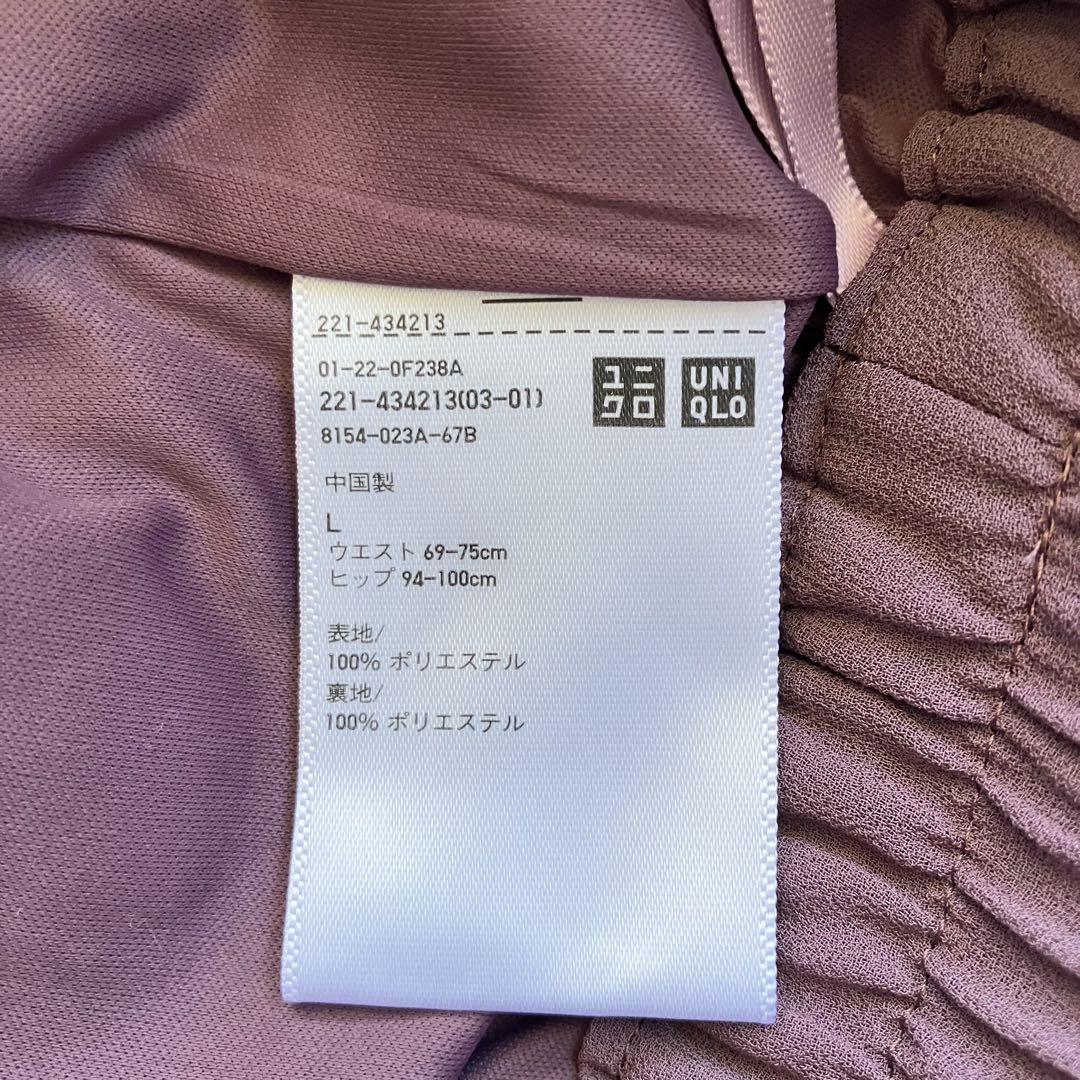 221-434213
01-22-0F238A
221-434213(03-01)
8154-023A-67B
ユニ
クロ
UNI
QLO
中国製
L
ウエスト 69-75cm
ヒップ 94-100cm
表地/
100% ポリエステル
裏地/
100% ポリエステル